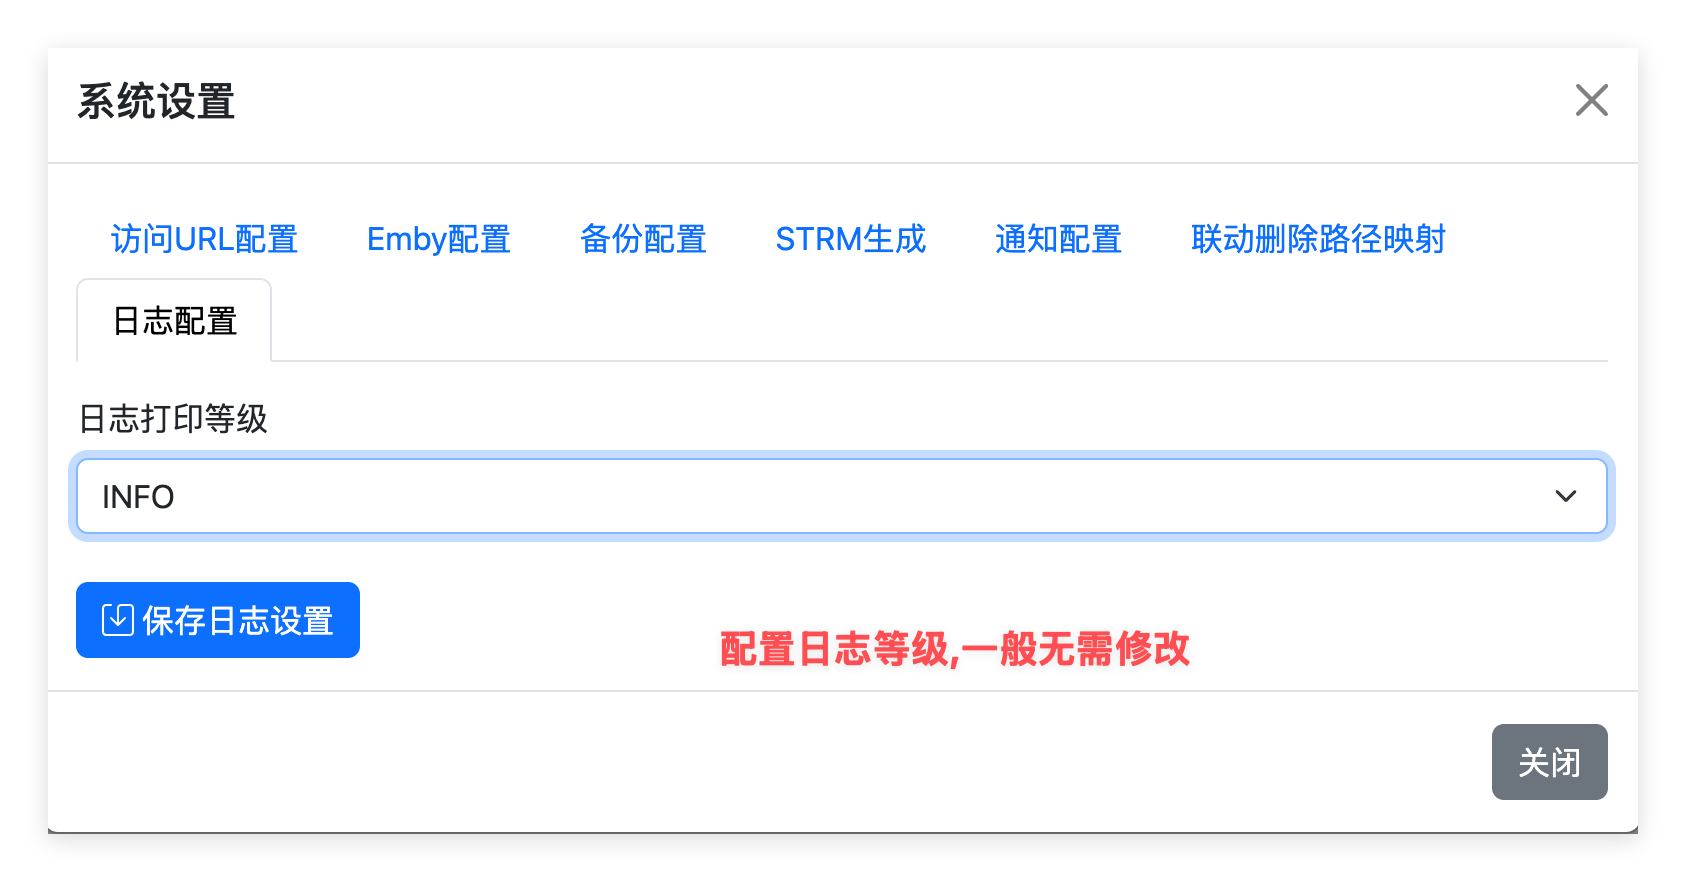 系统设置
访问URL配置 Emby配置 备份配置 STRM生成 通知配置 联动删除路径映射
日志配置
日志打印等级
INFO
保存日志设置
配置日志等级,一般无需修改
关闭